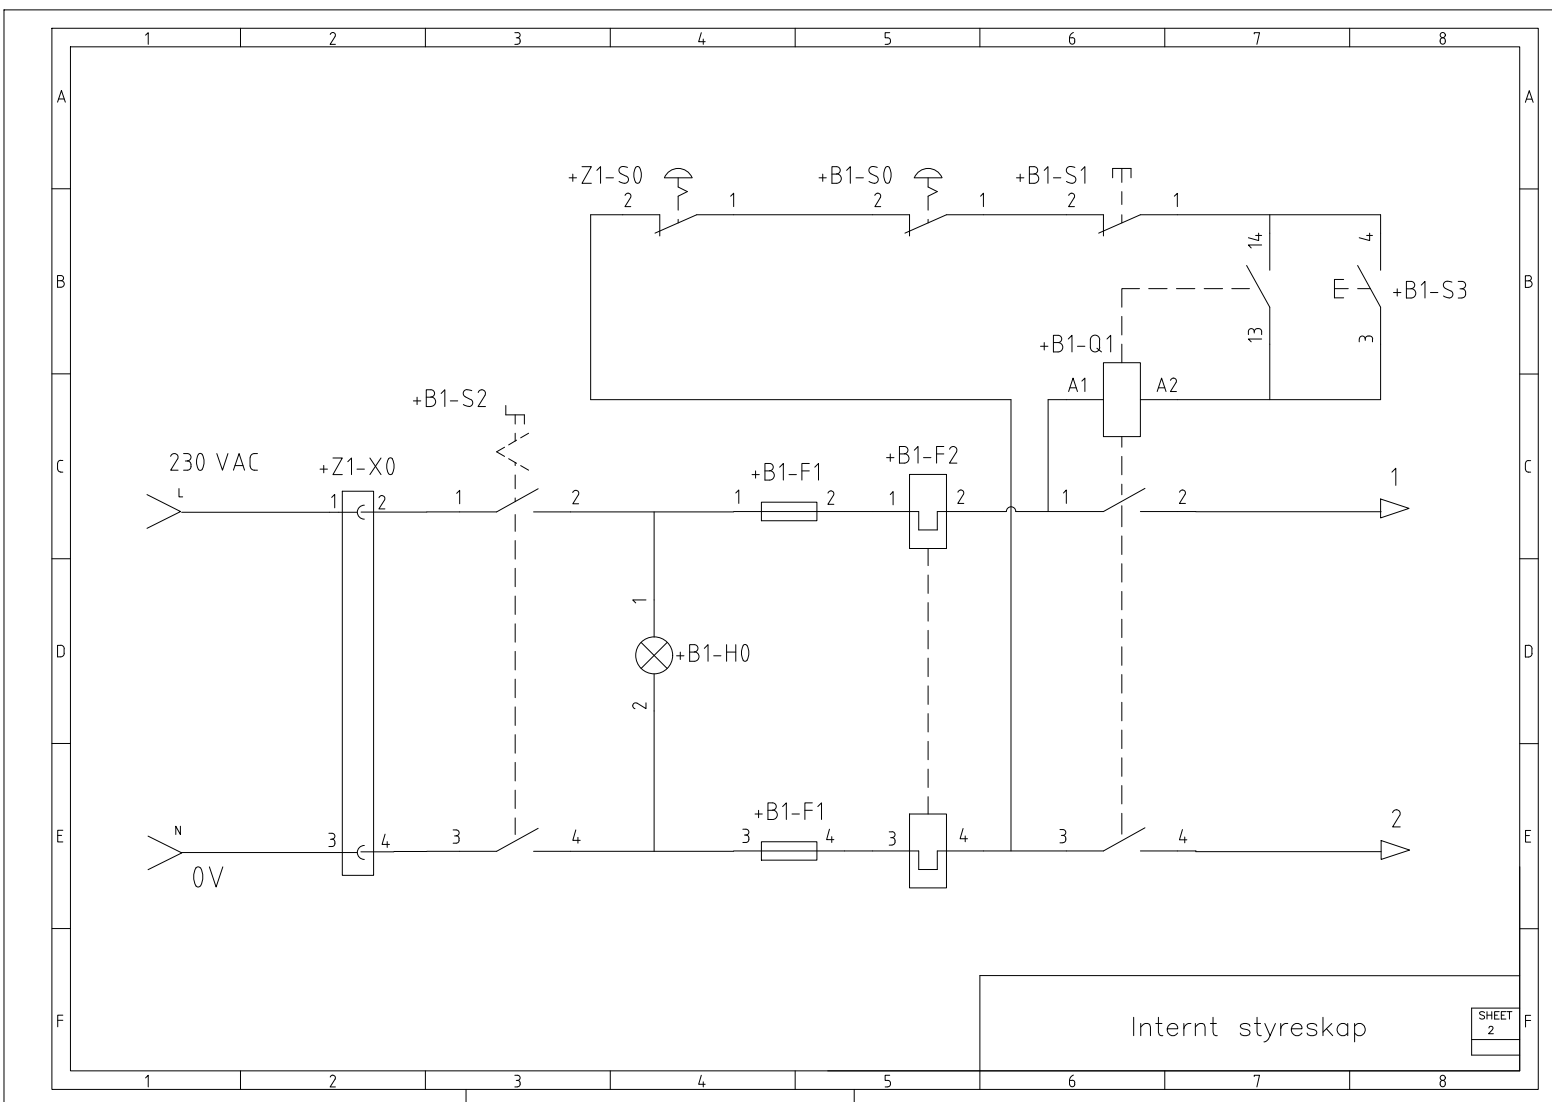 1 2 3 4 5 6 7 8
A A
+Z1-S0 +B1-S0 +B1-S1
2 1 2 1 2 1
14 4
B B
+B1-S3
13 3
+B1-Q1
A1 A2
+B1-S2
230 VAC +Z1-X0 +B1-F1 +B1-F2
C C
L 1 2 1 2 1 2 1 2 1 2 1
1
+B1-H0
D D
2
+B1-F1
N 3 4 3 4 3 4 3 4 3 4 2
E E
0V
Internt styreskap
SHEET
2
F F
1 2 3 4 5 6 7 8